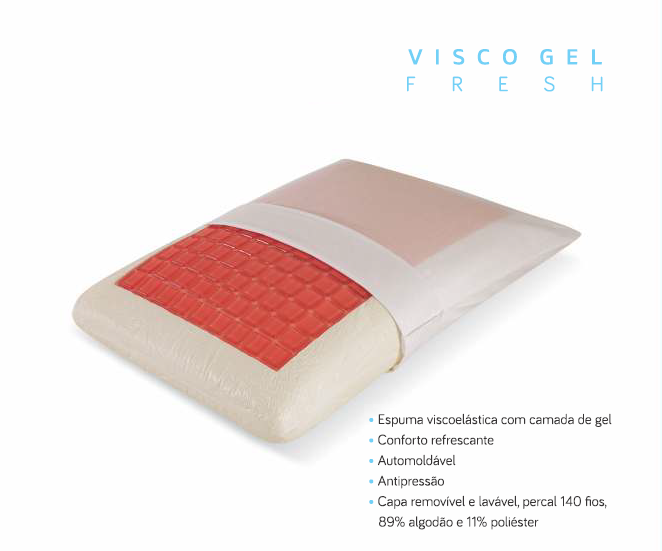 VISCO GEL
FRESH
• Espuma viscoelástica com camada de gel
• Conforto refrescante
• Automoldável
• Antipressão
• Capa removível e lavável, percal 140 fios,
89% algodão e 11% poliéster